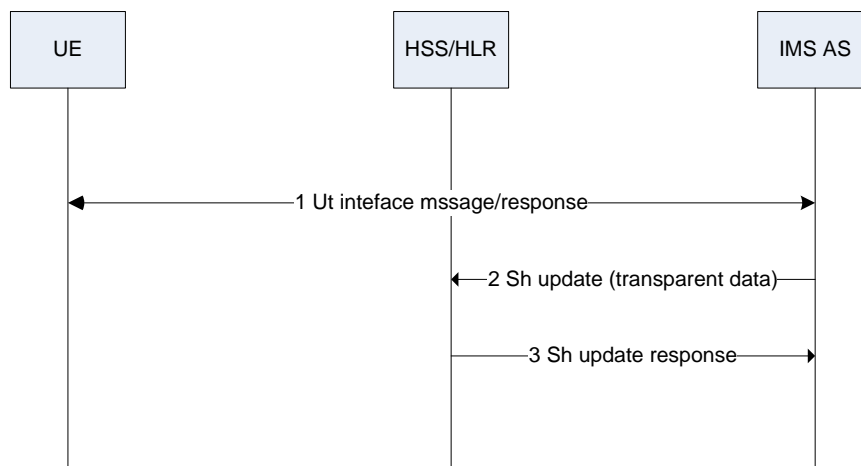 UE
HSS/HLR
IMS AS
1 Ut inteface mssage/response
2 Sh update (transparent data)
3 Sh update response